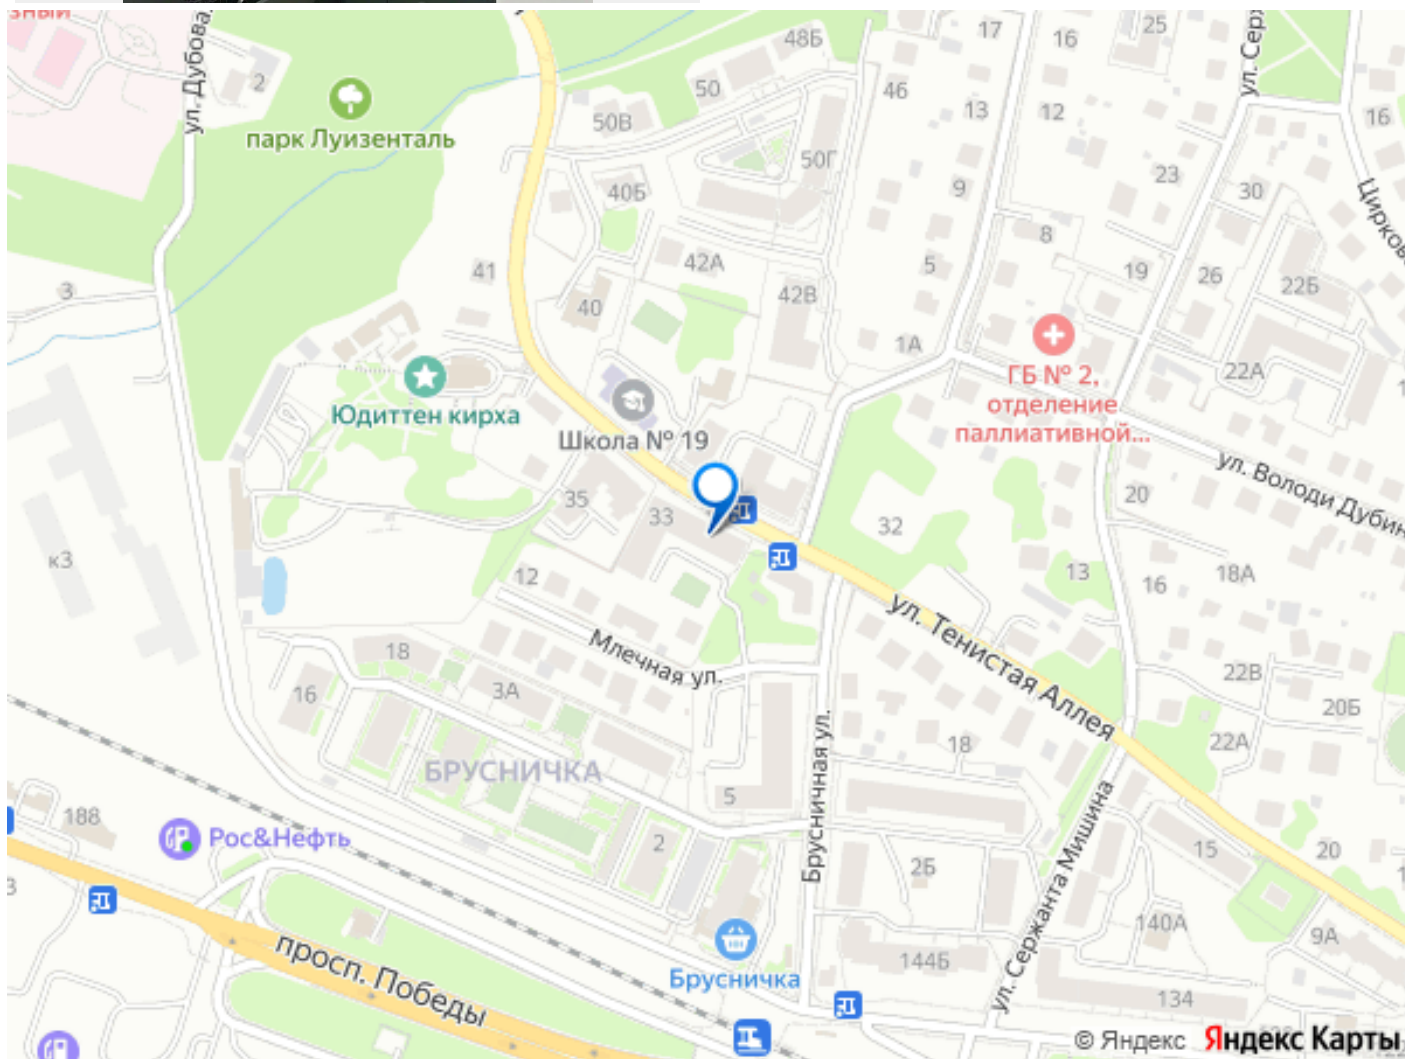 зный
ул. Дубова
2
парк Луизенталь
48Б
17
16
25
ул. Сер
50
46
50В
13
12
16
50Г
9
23
30
Цирков
40Б
8
42А
5
19
26
22Б
41
3
42В
40
1А
ГБ № 2,
отделение
паллиативной...
22А
Юдиттен кирха
Школа № 19
ул. Володи Дубин
35
33
32
20
к3
12
13
16
18А
ул. Тенистая Аллея
Млечная ул.
18
3А
16
22В
20Б
22А
БРУСНИЧКА
18
Брусничная ул.
5
188
Рос&Нефть
2
2Б
15
20
ул. Сержанта Мишина
3
140А
9А
просп. Победы
Брусничка
144Б
134
© Яндекс Яндекс Карты